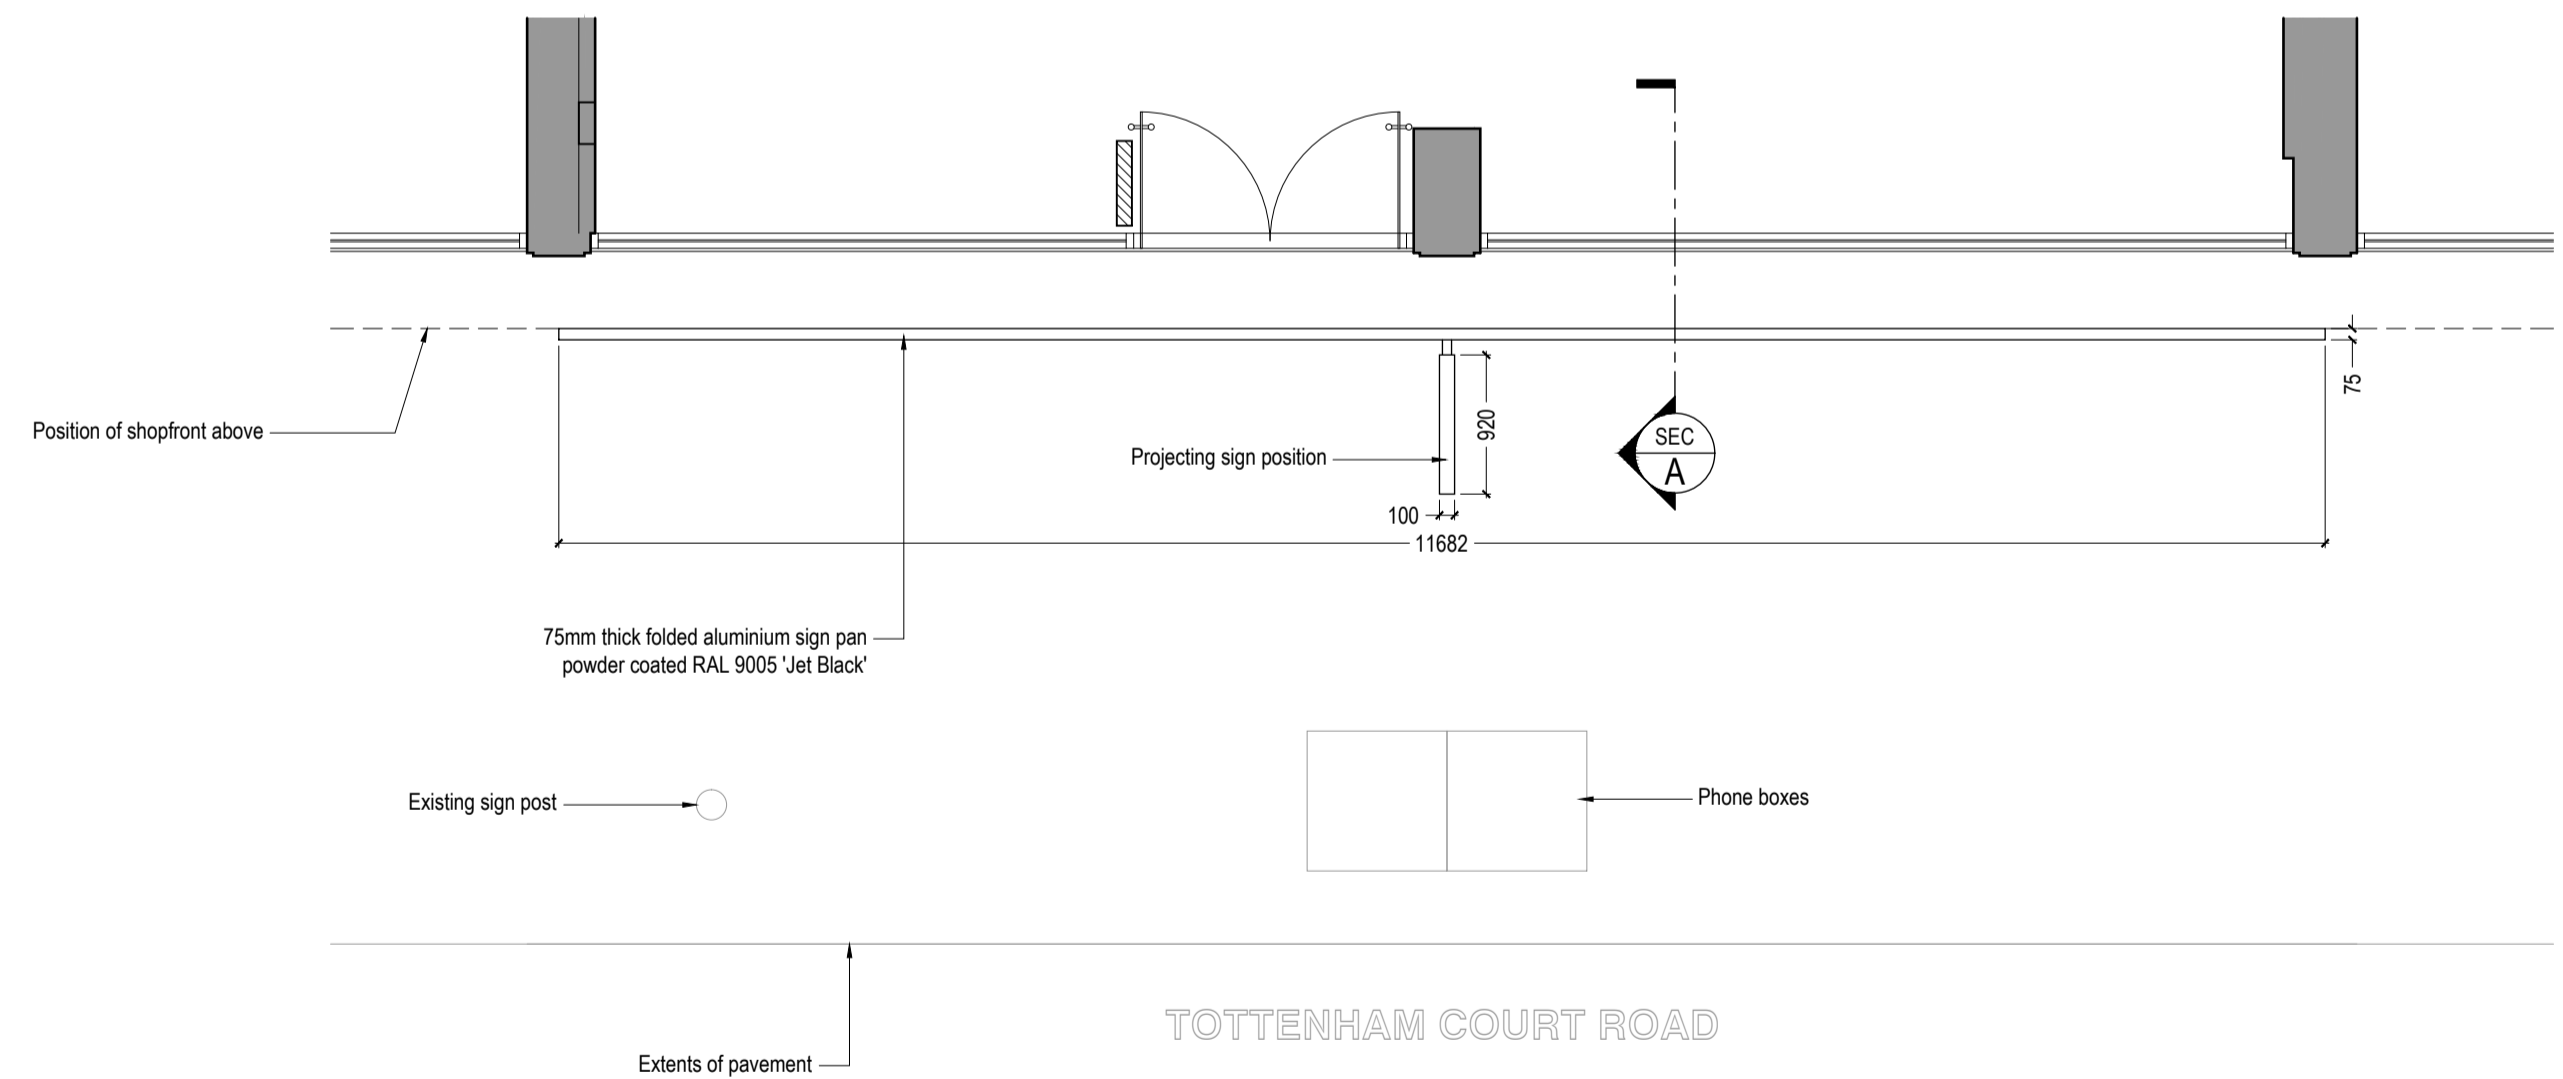 75
Position of shopfront above
920
SEC
A
Projecting sign position
100
11682
75mm thick folded aluminium sign pan
powder coated RAL 9005 'Jet Black'
Existing sign post
Phone boxes
TOTTENHAM COURT ROAD
Extents of pavement